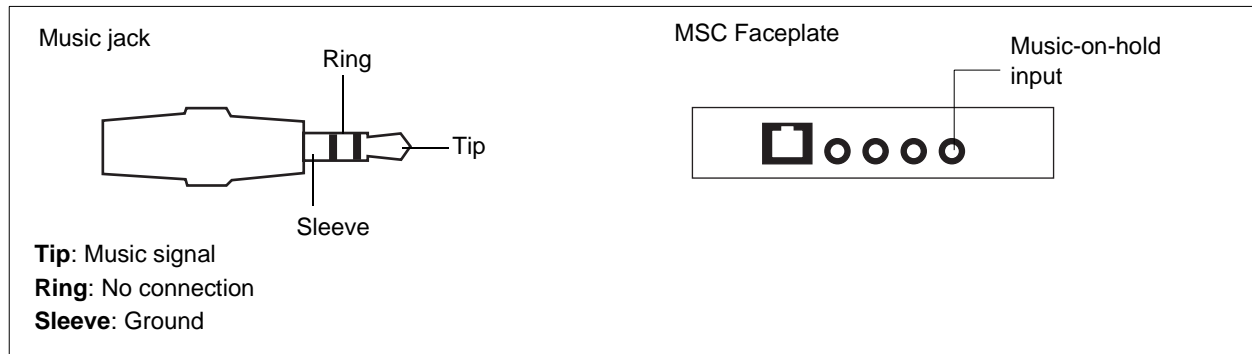 Music jack
Ring
Tip
Sleeve
Tip: Music signal
Ring: No connection
Sleeve: Ground
MSC Faceplate
Music-on-hold
input